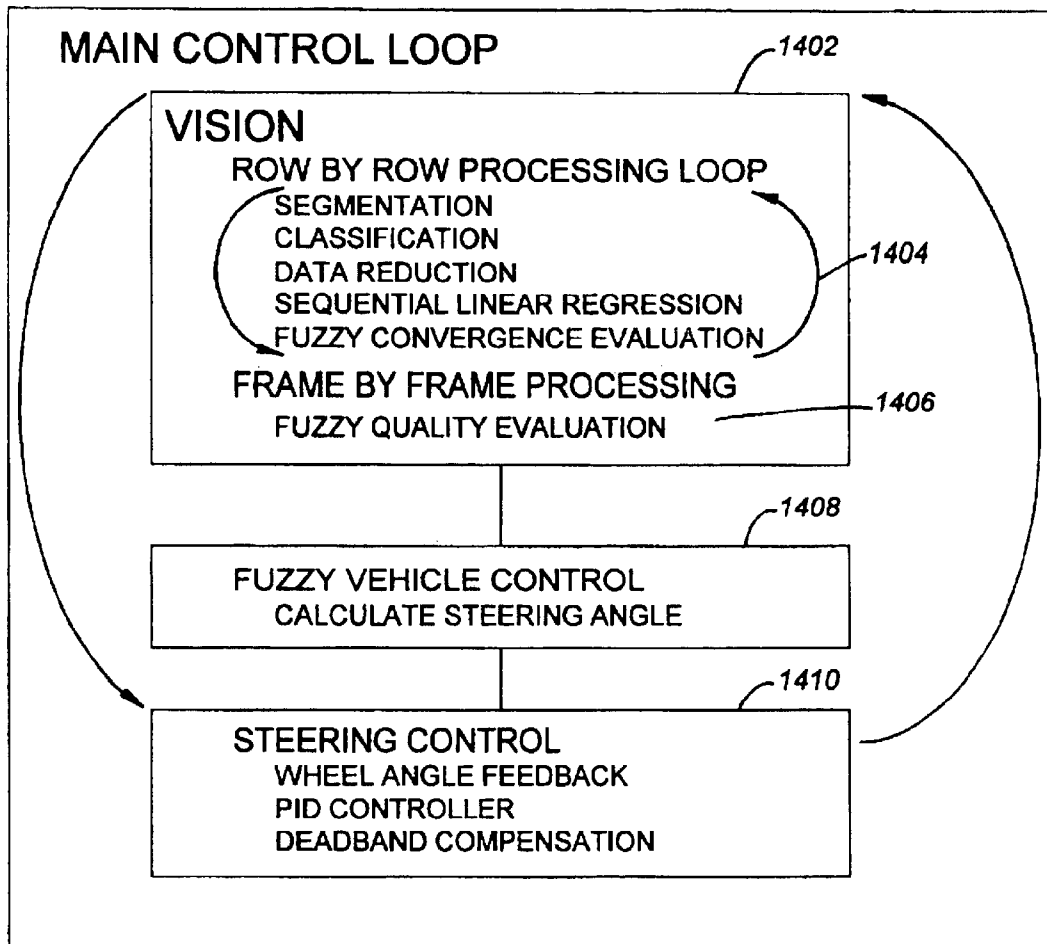 MAIN CONTROL LOOP
1402
VISION
ROW BY ROW PROCESSING LOOP
SEGMENTATION
CLASSIFICATION
1404
DATA REDUCTION
SEQUENTIAL LINEAR REGRESSION
FUZZY CONVERGENCE EVALUATION
FRAME BY FRAME PROCESSING
1406
FUZZY QUALITY EVALUATION
1408
FUZZY VEHICLE CONTROL
CALCULATE STEERING ANGLE
1410
STEERING CONTROL
WHEEL ANGLE FEEDBACK
PID CONTROLLER
DEADBAND COMPENSATION